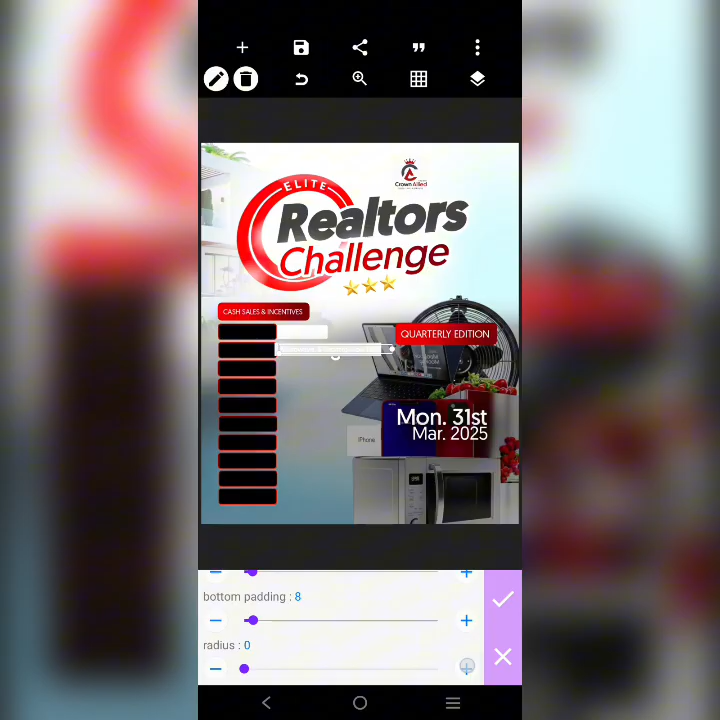 ELITE
Crown Allied
Realtors
Challenge
CASH SALES & INCENTIVES
QUARTERLY EDITION
Mon. 31st
Mar. 2025
iPhone
bottom padding : 8
radius : 0